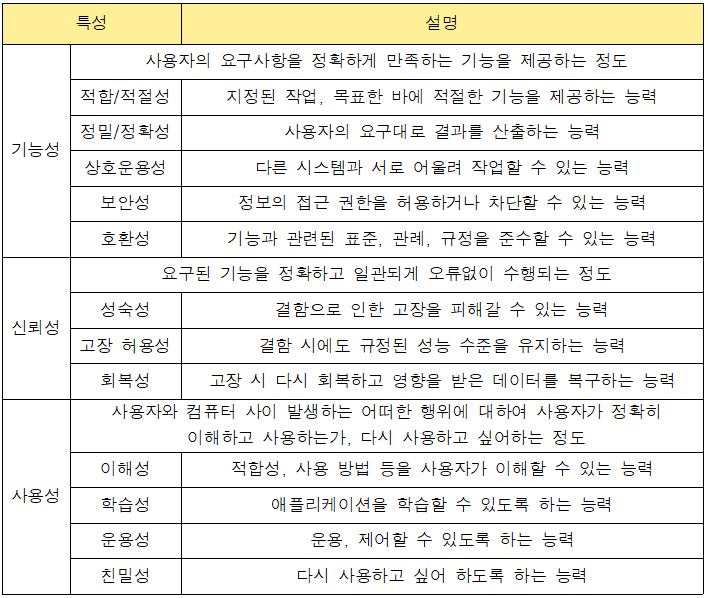 특성 설명
기능성
사용자의 요구사항을 정확하게 만족하는 기능을 제공하는 정도
적합/적절성 지정된 작업, 목표한 바에 적절한 기능을 제공하는 능력
정밀/정확성 사용자의 요구대로 결과를 산출하는 능력
상호운용성 다른 시스템과 서로 어울려 작업할 수 있는 능력
보안성 정보의 접근 권한을 허용하거나 차단할 수 있는 능력
호환성 기능과 관련된 표준, 관례, 규정을 준수할 수 있는 능력
신뢰성
요구된 기능을 정확하고 일관되게 오류없이 수행되는 정도
성숙성 결함으로 인한 고장을 피해갈 수 있는 능력
고장 허용성 결함 시에도 규정된 성능 수준을 유지하는 능력
회복성 고장 시 다시 회복하고 영향을 받은 데이터를 복구하는 능력
사용성
사용자와 컴퓨터 사이 발생하는 어떠한 행위에 대하여 사용자가 정확히
이해하고 사용하는가, 다시 사용하고 싶어하는 정도
이해성 적합성, 사용 방법 등을 사용자가 이해할 수 있는 능력
학습성 애플리케이션을 학습할 수 있도록 하는 능력
운용성 운용, 제어할 수 있도록 하는 능력
친밀성 다시 사용하고 싶어 하도록 하는 능력